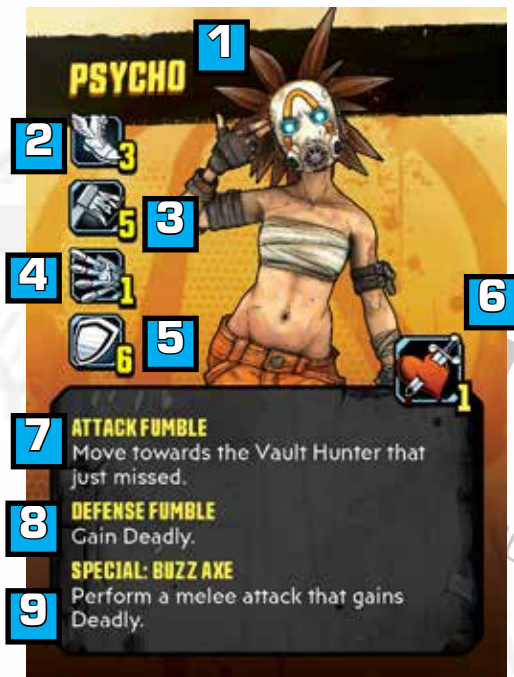 1
PSYCHO
2
3
5
3
4
1
6
5
6
1
7
ATTACK FUMBLE
Move towards the Vault Hunter that
just missed.
8
DEFENSE FUMBLE
Gain Deadly.
SPECIAL: BUZZ AXE
9
Perform a melee attack that gains
Deadly.